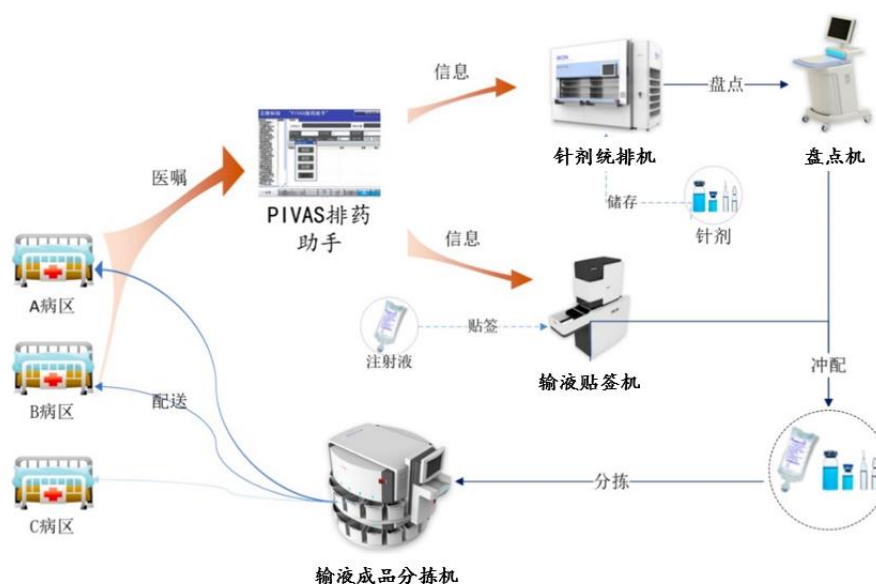 信息
盘点
针剂统排机
盘点机
医嘱
PIVAS排药
助手
储存
针剂
信息
A病区
贴签
注射液
输液贴签机
冲配
B病区
配送
分拣
C病区
输液成品分拣机